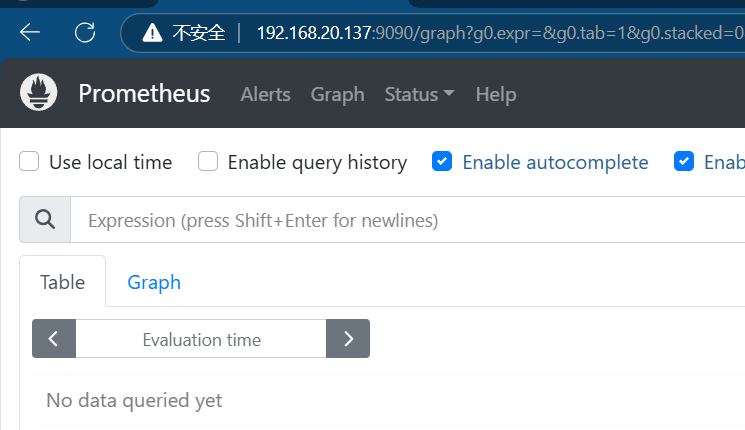 不安全 192.168.20.137:9090/graph?g0.expr=&g0.tab=1&g0.stacked=0
Prometheus Alerts Graph Status Help
Use local time Enable query history Enable autocomplete
Expression (press Shift+Enter for newlines)
Table Graph
Evaluation time
No data queried yet